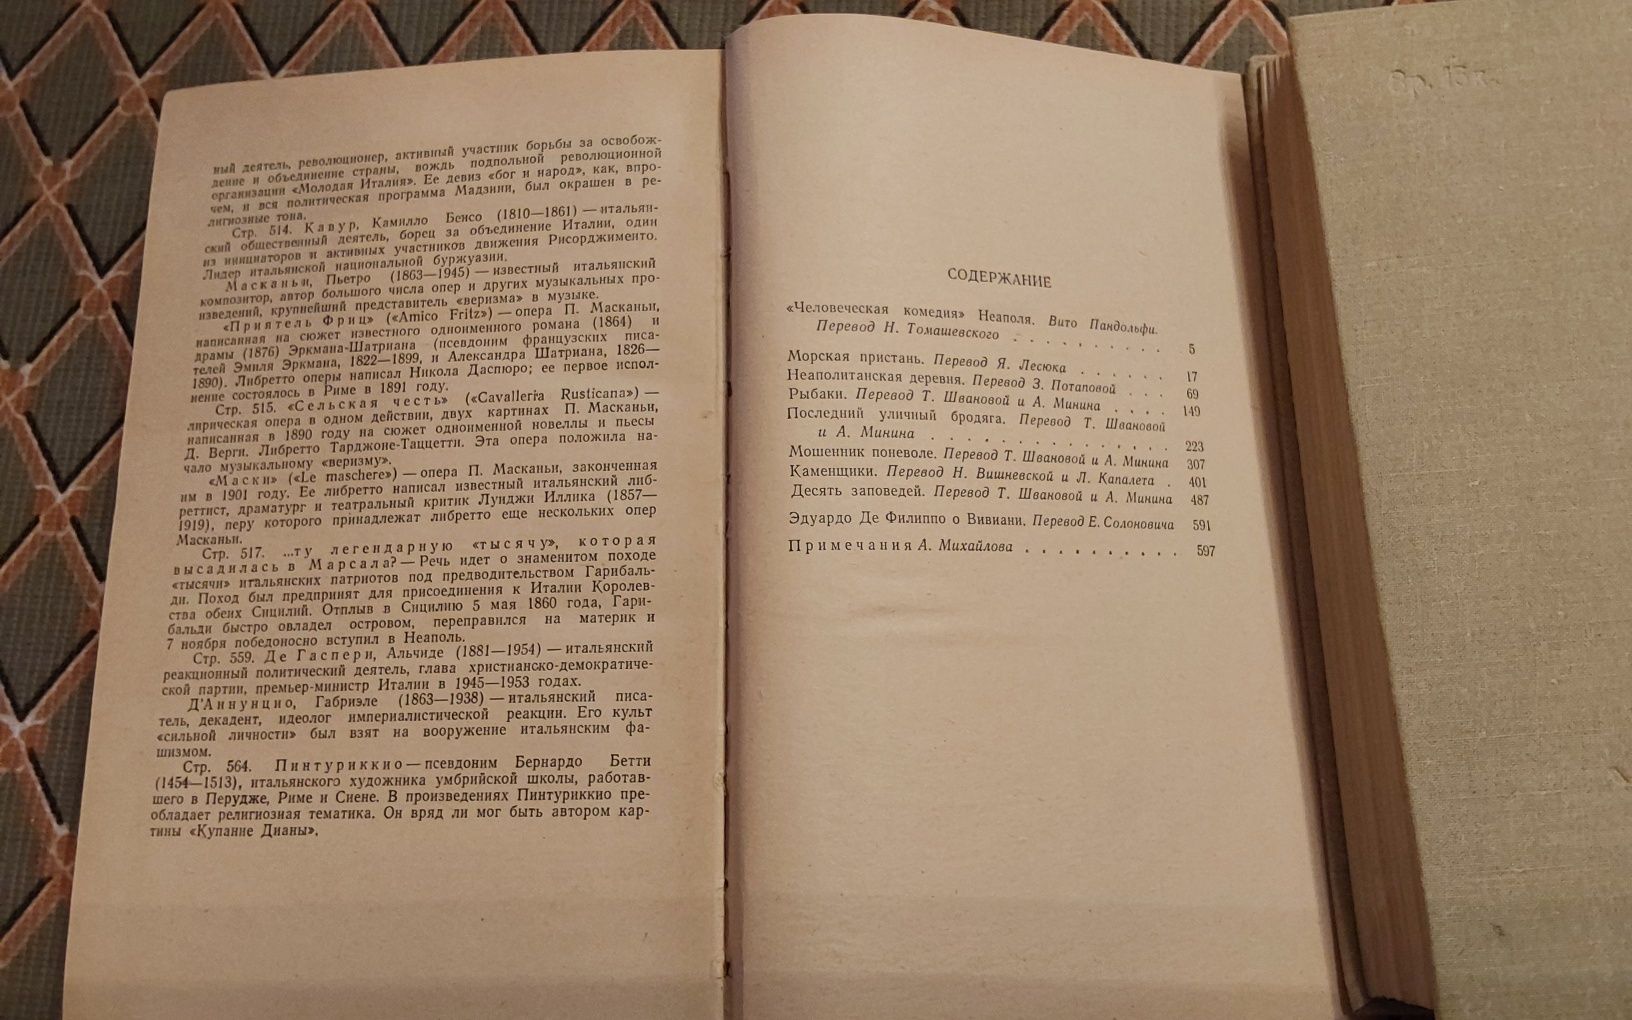 ный деятель, революционер, активный участник борьбы за освобож-
дение и объединение страны, вождь подпольной революционной
организации «Молодая Италия». Ее девиз «бог и народ», как, впро-
чем, и вся политическая программа Мадзини, был окрашен в ре-
лигиозные тона.
Стр. 514. Кавур, Камилло Бенсо (1810—1861) — итальян-
ский общественный деятель, борец за объединение Италии, один
из инициаторов и активных участников движения Рисорджименто.
Лидер итальянской национальной буржуазии.
Масканьи, Пьетро (1863—1945) — известный итальянский
композитор, автор большого числа опер и других музыкальных про-
изведений, крупнейший представитель «веризма» в музыке.
«Приятель Фриц» («Amico Fritz») — опера П. Масканьи,
написанная на сюжет известного одноименного романа (1864) и
драмы (1876) Эркмана-Шатриана (псевдоним французских писа-
телей Эмиля Эркмана, 1822—1899, и Александра Шатриана, 1826—
1890). Либретто оперы написал Никола Даспюро; ее первое испол-
нение состоялось в Риме в 1891 году.
Стр. 515. «Сельская честь» («Cavalleria Rusticana») —
лирическая опера в одном действии, двух картинах П. Масканьи,
написанная в 1890 году на сюжет одноименной новеллы и пьесы
Д. Верги. Либретто Тарджоне-Таццетти. Эта опера положила на-
чало музыкальному «веризму».
«Маски» («Le maschere») — опера П. Масканьи, законченная
им в 1901 году. Ее либретто написал известный итальянский либ-
реттист, драматург и театральный критик Луиджи Иллика (1857—
1919), перу которого принадлежат либретто еще нескольких опер
Масканьи.
Стр. 517. ...ту легендарную «тысячу», которая
высадилась в Марсала? — Речь идет о знаменитом походе
«тысячи» итальянских патриотов под предводительством Гарибаль-
ди. Поход был предпринят для присоединения к Италии Королев-
ства обеих Сицилий. Отплыв в Сицилию 5 мая 1860 года, Гари-
бальди быстро овладел островом, переправился на материк и
7 ноября победоносно вступил в Неаполь.
Стр. 559. Де Гаспери, Альчиде (1881—1954) — итальянский
реакционный политический деятель, глава христианско-демократиче-
ской партии, премьер-министр Италии в 1945—1953 годах.
Д'Аннунцио, Габриэле (1863—1938) — итальянский писа-
тель, декадент, идеолог империалистической реакции. Его культ
«сильной личности» был взят на вооружение итальянским фа-
шизмом.
Стр. 564. Пинтуриккио — псевдоним Бернардо Бетти
(1454—1513), итальянского художника умбрийской школы, работав-
шего в Перудже, Риме и Сиене. В произведениях Пинтуриккио пре-
обладает религиозная тематика. Он вряд ли мог быть автором кар-
тины «Купание Дианы».
СОДЕРЖАНИЕ
«Человеческая комедия» Неаполя. Вито Пандольфи.
Перевод Н. Томашевского . . . . . . . . . . 5
Морская пристань. Перевод Я. Лесюка . . . . . . 17
Неаполитанская деревня. Перевод З. Потаповой . . . 69
Рыбаки. Перевод Т. Швановой и А. Минина . . . . 149
Последний уличный бродяга. Перевод Т. Швановой
и А. Минина . . . . . . . . . . . . . . 223
Мошенник поневоле. Перевод Т. Швановой и А. Минина 307
Каменщики. Перевод Н. Вишневской и Л. Капалета . 401
Десять заповедей. Перевод Т. Швановой и А. Минина 487
Эдуардо Де Филиппо о Вивиани. Перевод Е. Солоновича 591
Примечания А. Михайлова . . . . . . . . . . 597
8р. 15к.